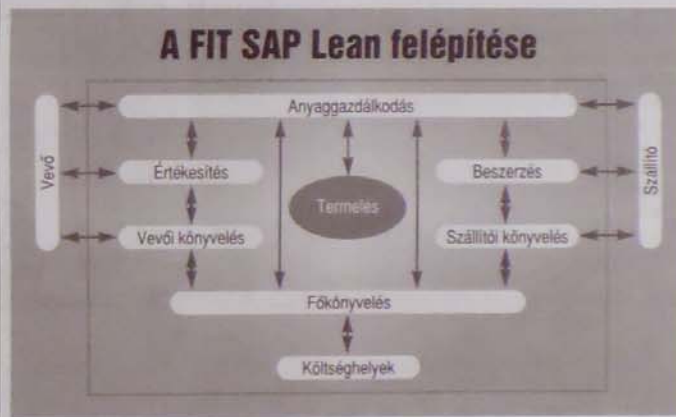 A FIT SAP Lean felépítése
Anyaggazdálkodás
Vevő
Értékesítés
Beszerzés
Szállító
Termelés
Vevői könyvelés
Szállítói könyvelés
Főkönyvelés
Költséghelyek